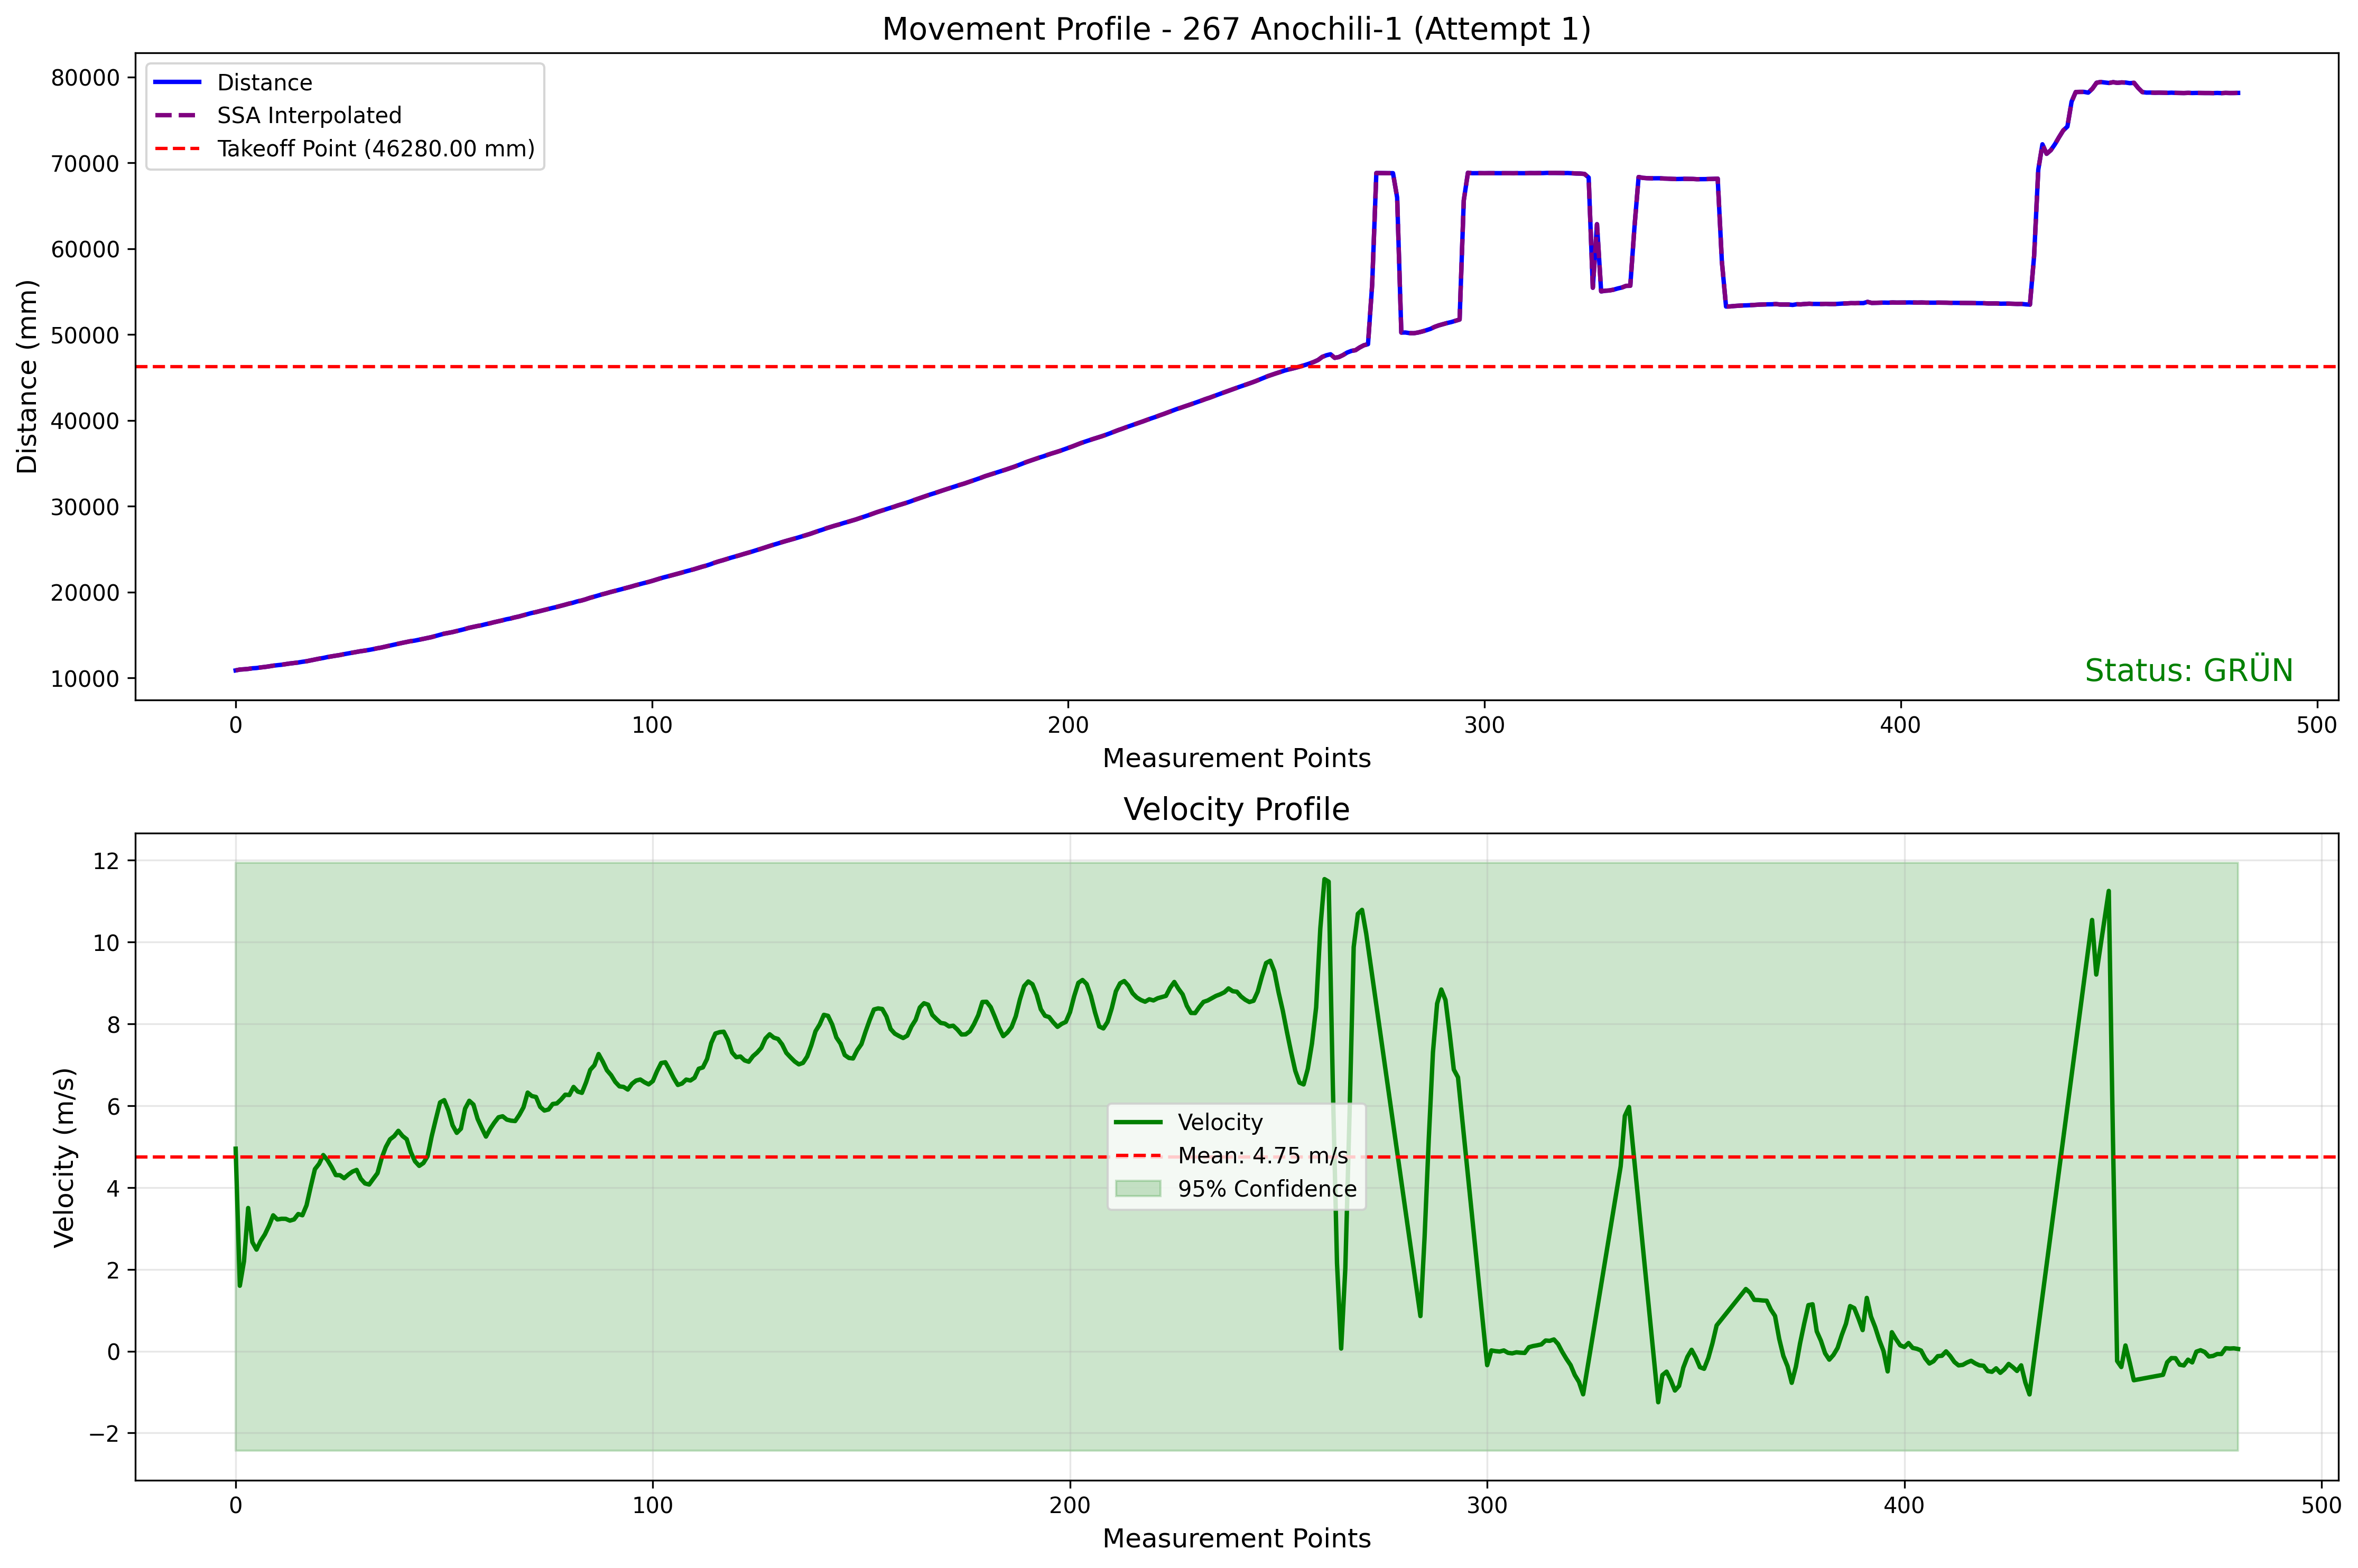 Movement Profile - 267 Anochili-1 (Attempt 1)
Distance (mm)
80000
70000
60000
50000
40000
30000
20000
10000
Distance
SSA Interpolated
Takeoff Point (46280.00 mm)
Status: GRÜN
0
100
200
300
400
500
Measurement Points
Velocity Profile
Velocity (m/s)
12
10
8
6
4
2
0
−2
Velocity
Mean: 4.75 m/s
95% Confidence
0
100
200
300
400
500
Measurement Points